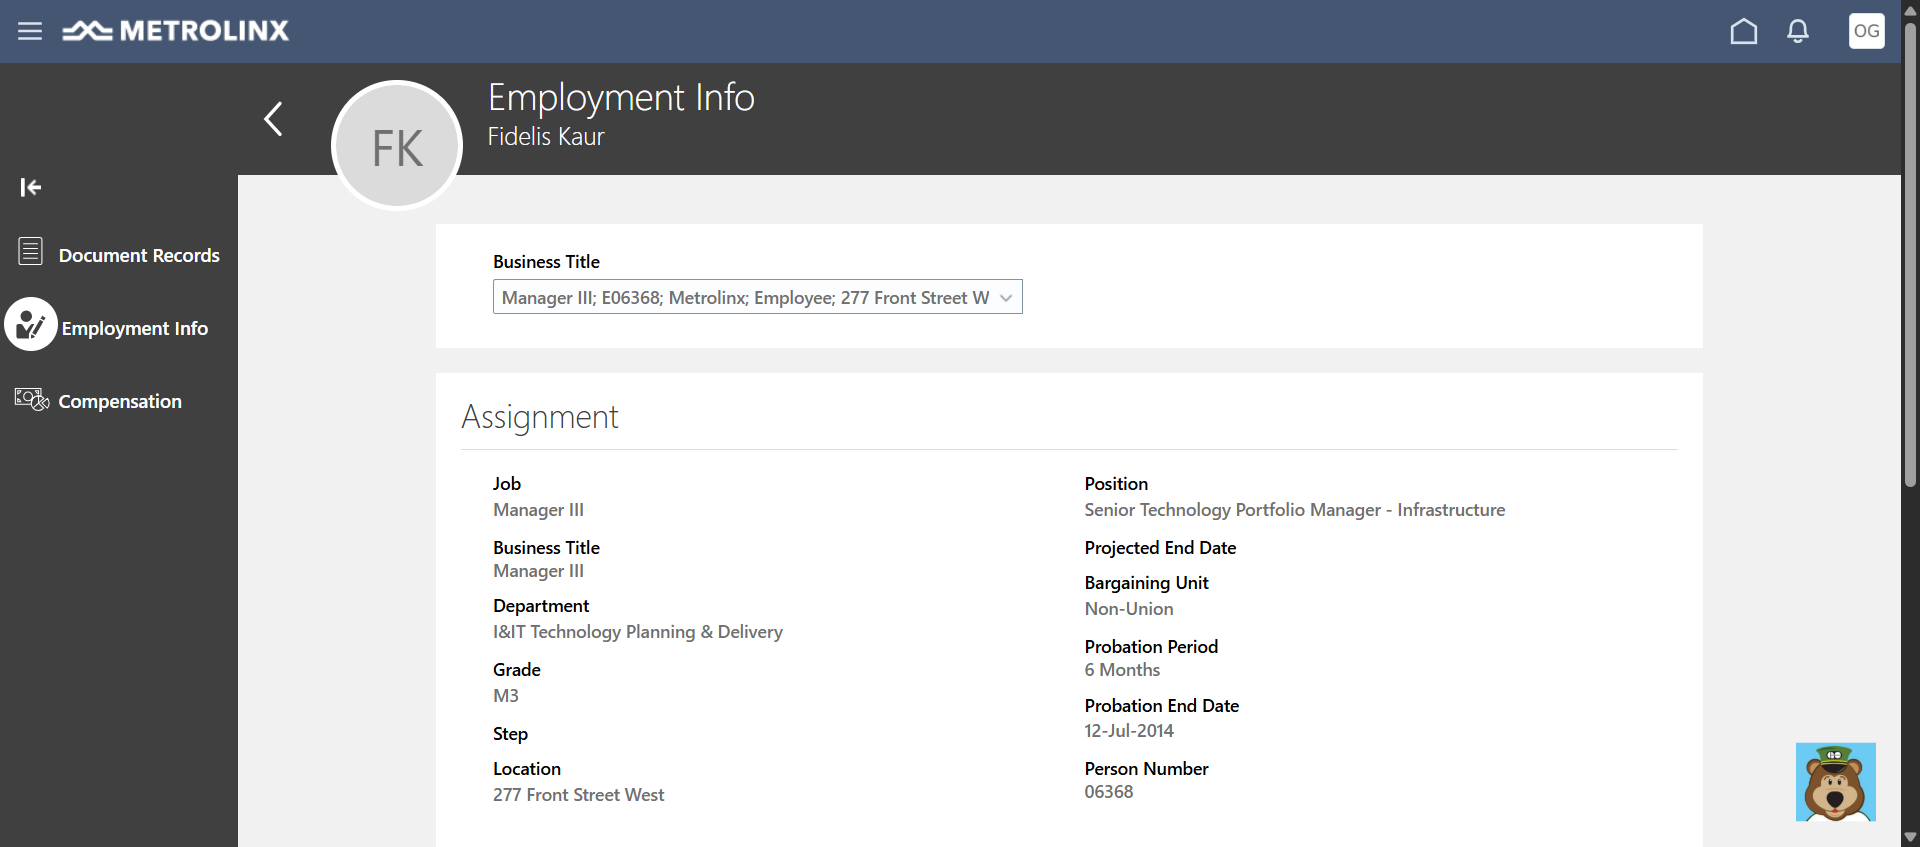 METROLINX
OG
Employment Info
Fidelis Kaur
FK
Document Records
Employment Info
Compensation
Business Title
Manager III; E06368; Metrolinx; Employee; 277 Front Street W
Assignment
Job
Manager III
Business Title
Manager III
Department
I&IT Technology Planning & Delivery
Grade
M3
Step
Location
277 Front Street West
Position
Senior Technology Portfolio Manager - Infrastructure
Projected End Date
Bargaining Unit
Non-Union
Probation Period
6 Months
Probation End Date
12-Jul-2014
Person Number
06368